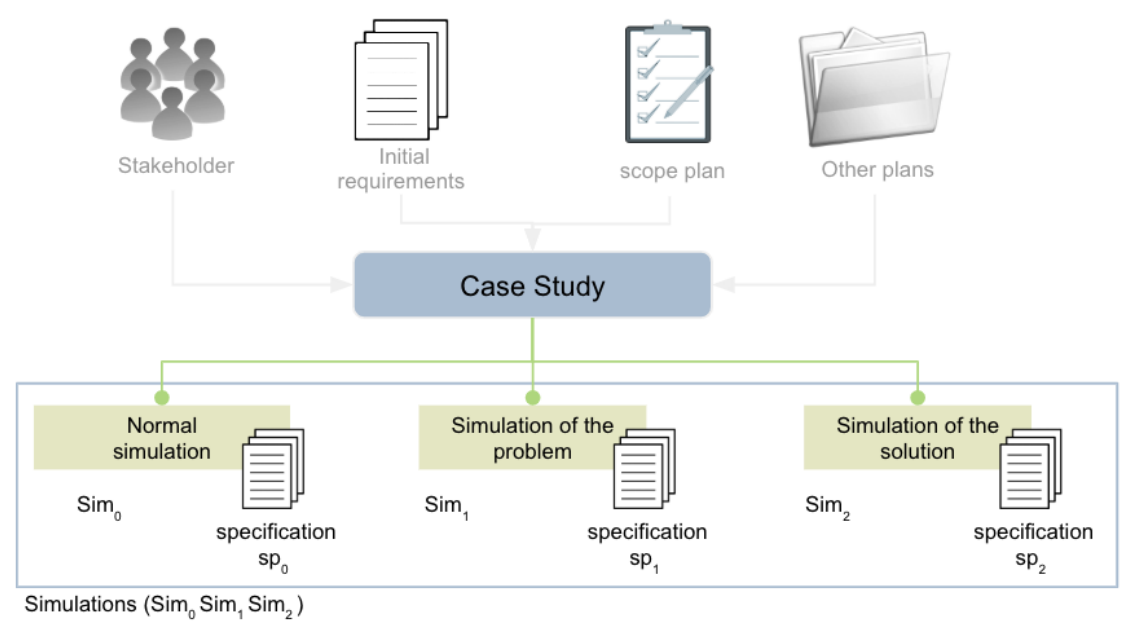 Stakeholder
Initial
requirements
scope plan
Other plans
Case Study
Normal
simulation
Simulation of the
problem
Simulation of the
solution
Sim0
specification
sp0
Sim1
specification
sp1
Sim2
specification
sp2
Simulations (Sim0 Sim1 Sim2 )